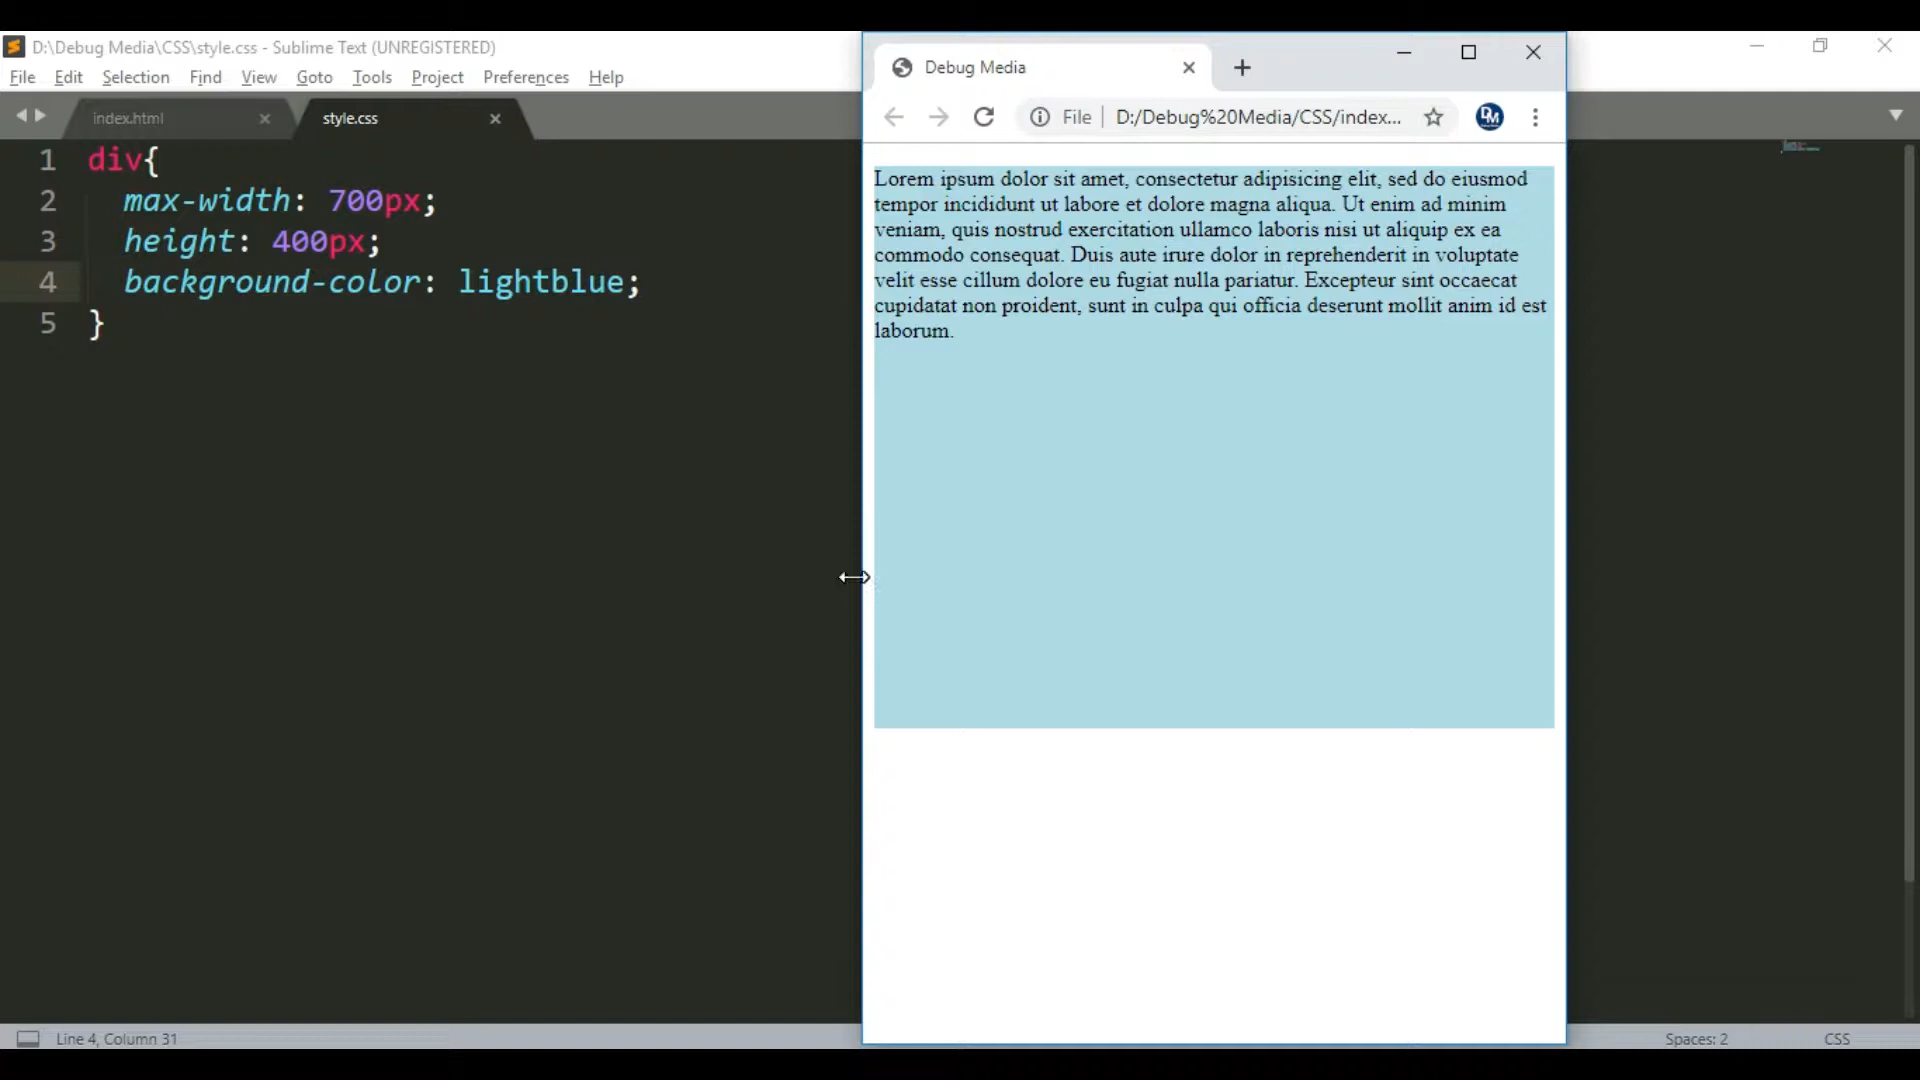 D:\Debug Media\CSS\style.css - Sublime Text (UNREGISTERED)
File Edit Selection Find View Goto Tools Project Preferences Help
index.html style.css
1 div{
2 max-width: 700px;
3 height: 400px;
4 background-color: lightblue;
5 }
Line 4, Column 31
Debug Media
File D:/Debug%20Media/CSS/index...
DM
Lorem ipsum dolor sit amet, consectetur adipisicing elit, sed do eiusmod
tempor incididunt ut labore et dolore magna aliqua. Ut enim ad minim
veniam, quis nostrud exercitation ullamco laboris nisi ut aliquip ex ea
commodo consequat. Duis aute irure dolor in reprehenderit in voluptate
velit esse cillum dolore eu fugiat nulla pariatur. Excepteur sint occaecat
cupidatat non proident, sunt in culpa qui officia deserunt mollit anim id est
laborum.
Spaces: 2 CSS